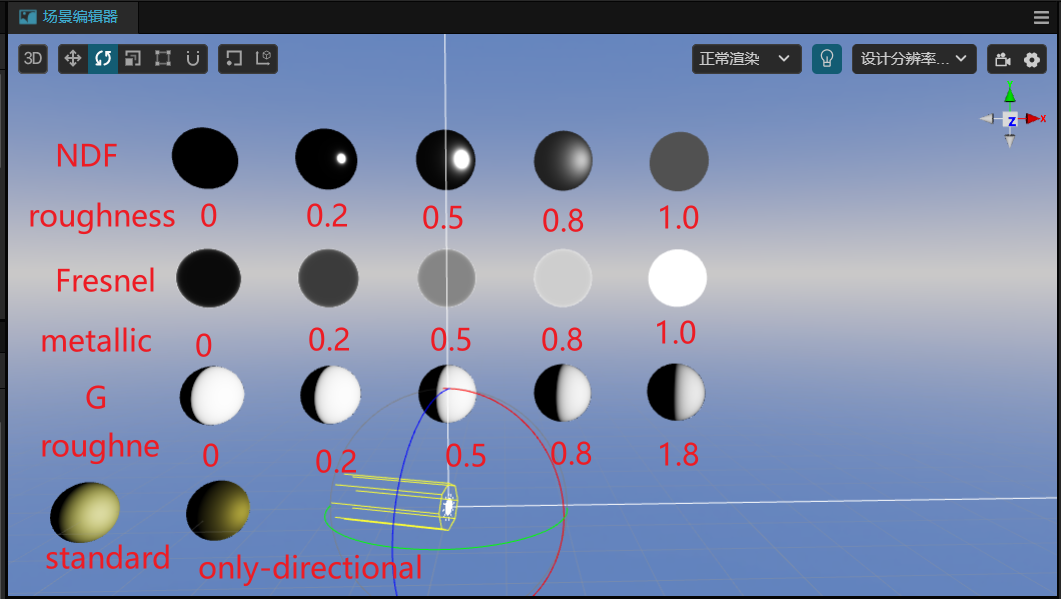 场景编辑器
3D
正常渲染
设计分辨率...
X
Z
NDF
roughness 0 0.2 0.5 0.8 1.0
Fresnel
metallic 0 0.2 0.5 0.8 1.0
G
roughne 0 0.2 0.5 0.8 1.8
standard
only-directional